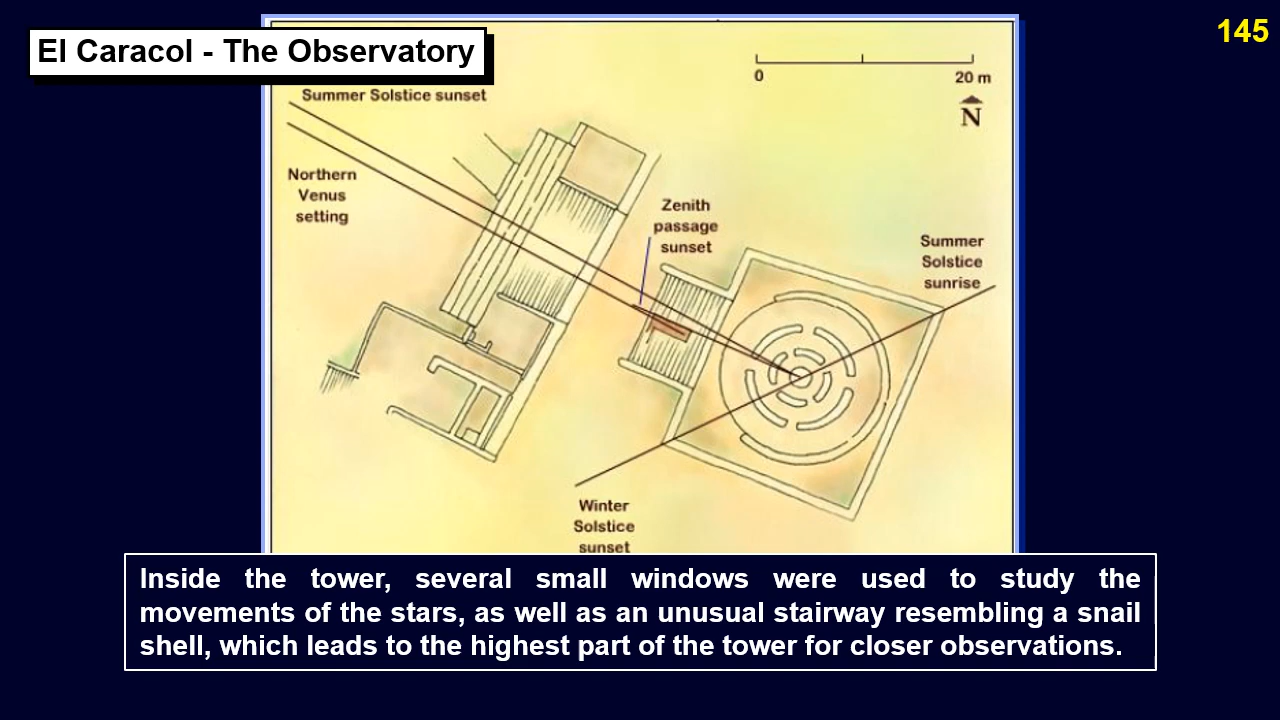 El Caracol - The Observatory
145
0
20 m
N
Summer Solstice sunset
Northern
Venus
setting
Zenith
passage
sunset
Summer
Solstice
sunrise
Winter
Solstice
sunset
Inside the tower, several small windows were used to study the
movements of the stars, as well as an unusual stairway resembling a snail
shell, which leads to the highest part of the tower for closer observations.